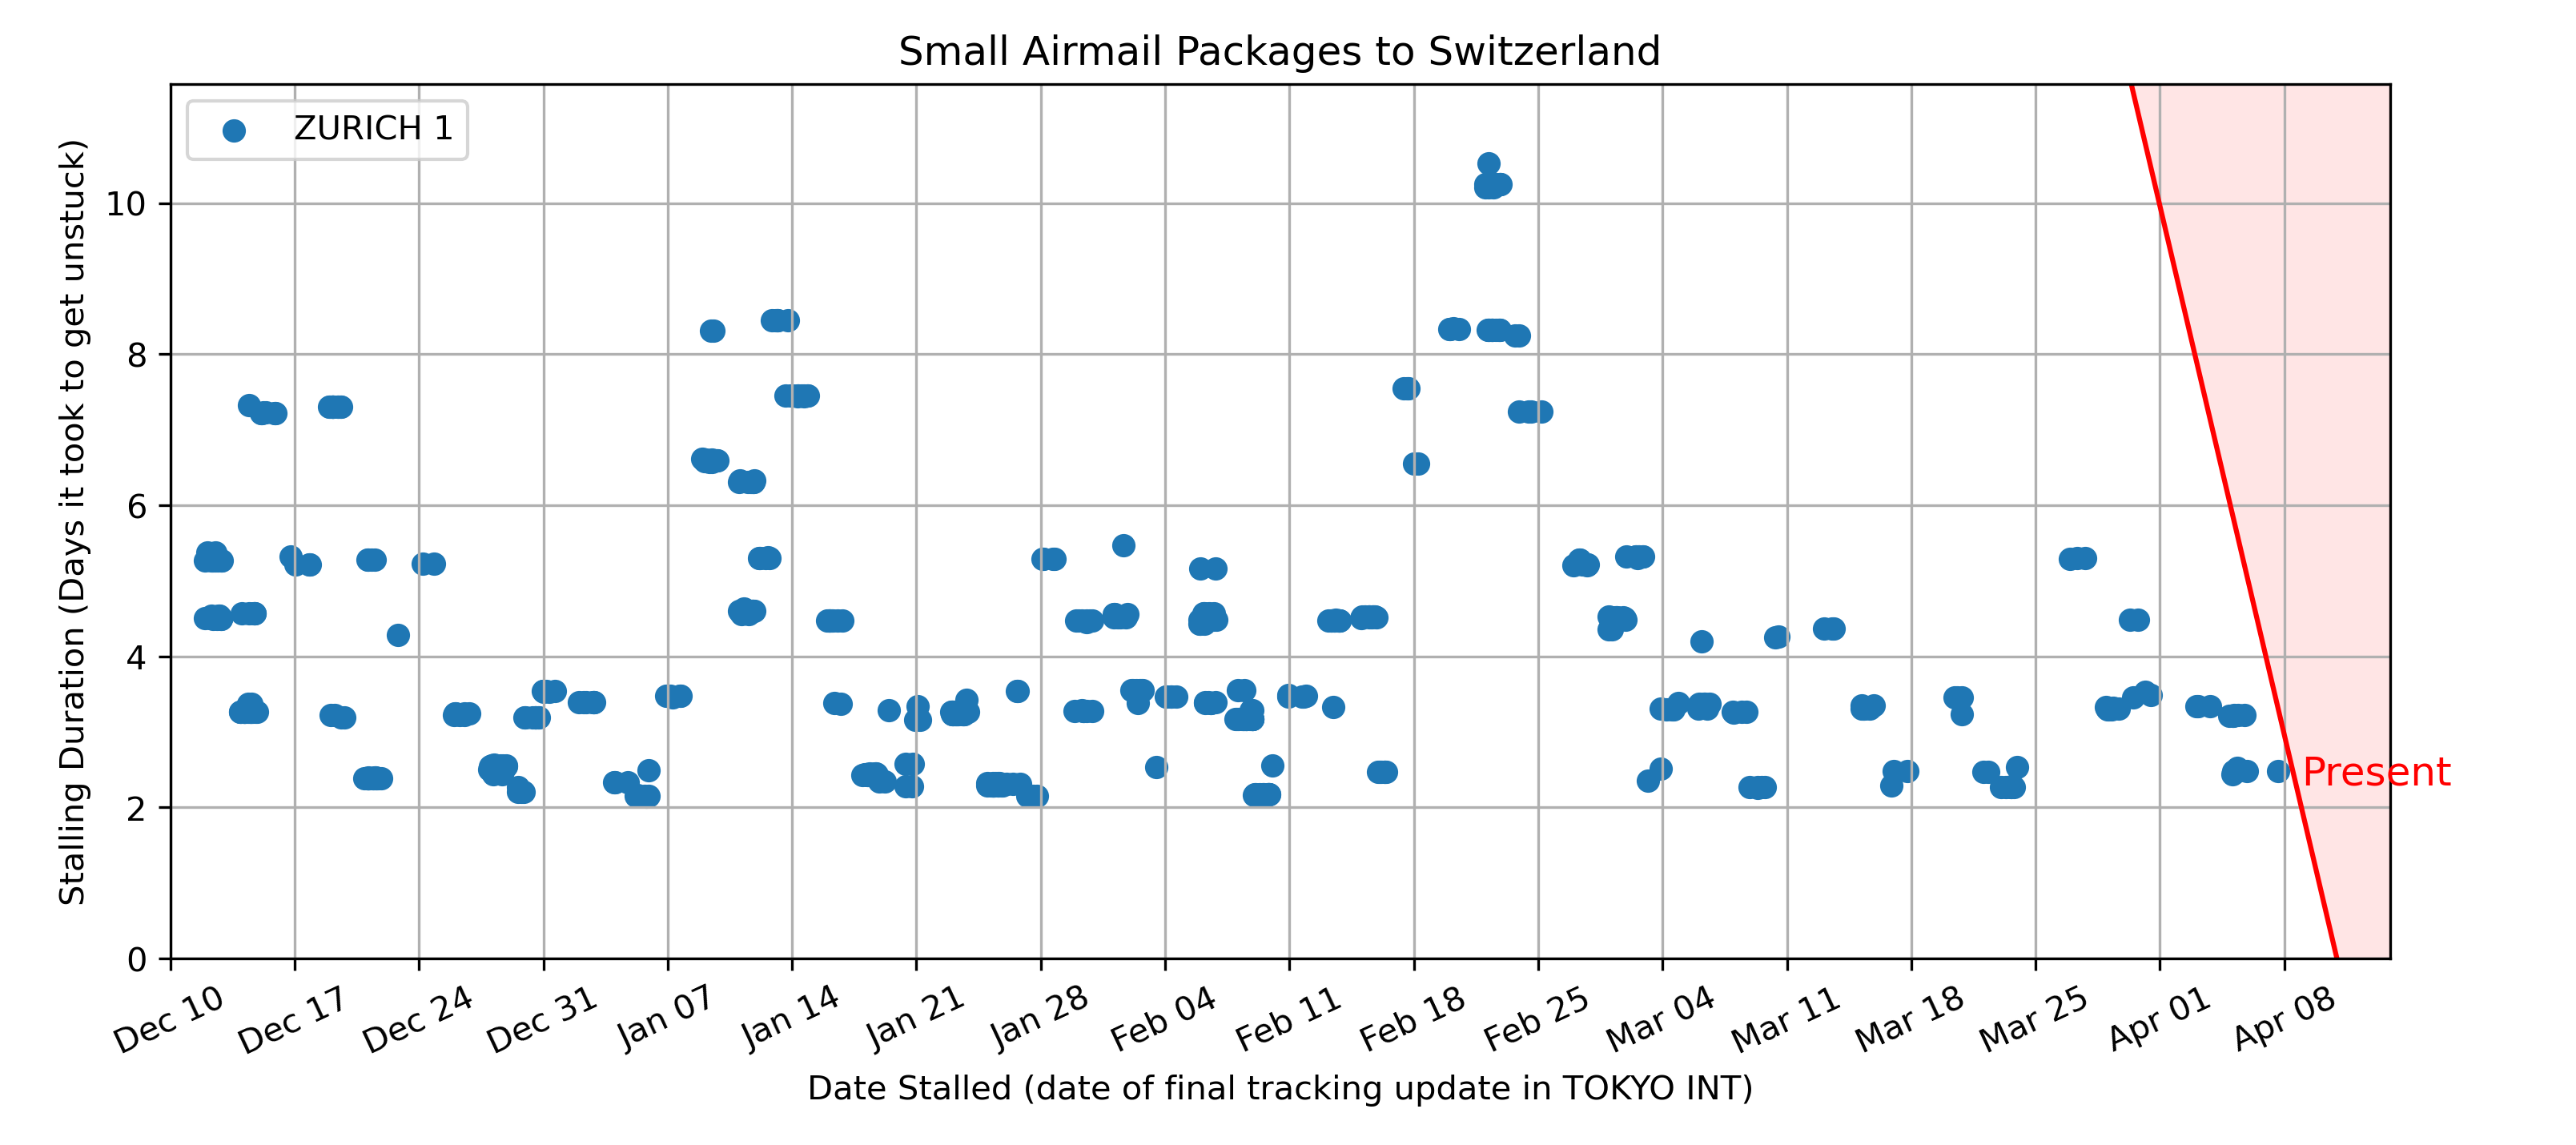 Small Airmail Packages to Switzerland
ZURICH 1
Stalling Duration (Days it took to get unstuck)
10
8
6
4
2
0
Present
Dec 10
Dec 17
Dec 24
Dec 31
Jan 07
Jan 14
Jan 21
Jan 28
Feb 04
Feb 11
Feb 18
Feb 25
Mar 04
Mar 11
Mar 18
Mar 25
Apr 01
Apr 08
Date Stalled (date of final tracking update in TOKYO INT)